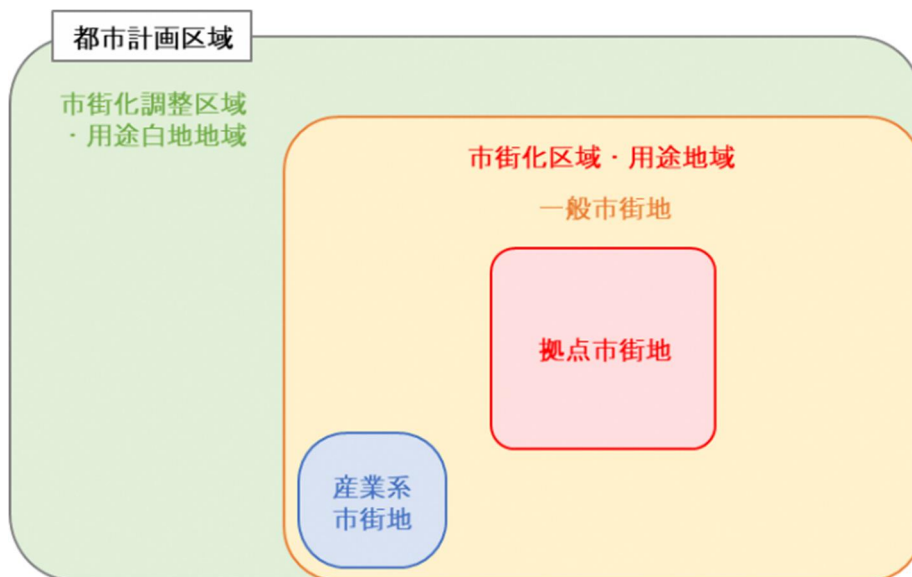 都市計画区域
市街化調整区域
・用途白地地域
市街化区域・用途地域
一般市街地
拠点市街地
産業系
市街地